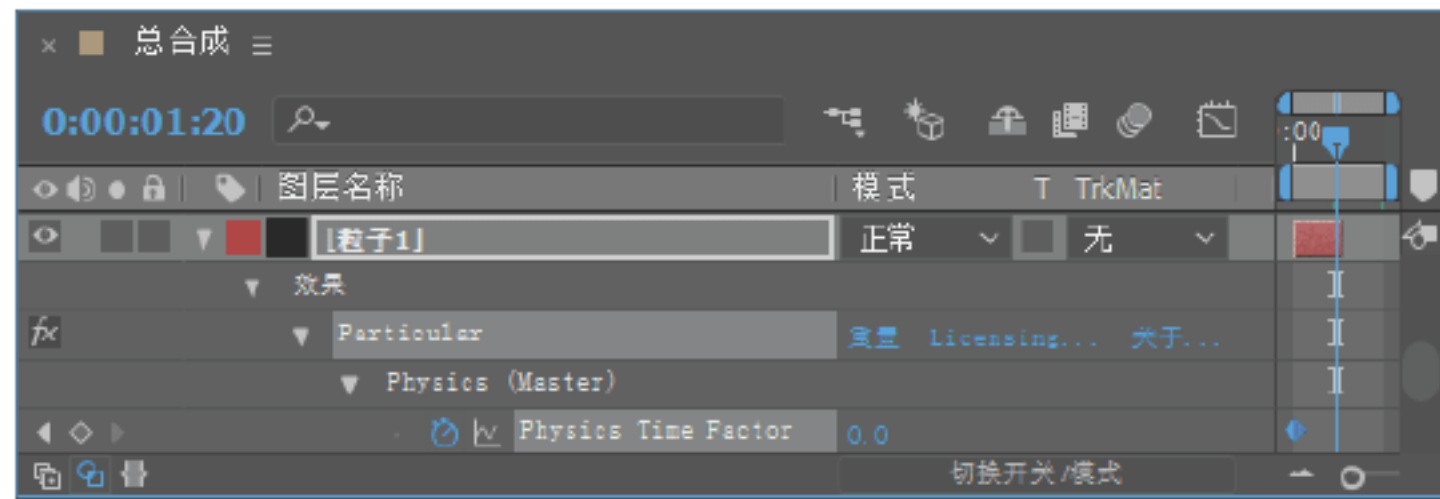 总合成
0:00:01:20
:00
图层名称 模式 T TrkMat
[粒子1] 正常 无
效果
fx Particular 重置 Licensing... 关于...
Physics (Master)
Physics Time Factor 0.0
切换开关/模式